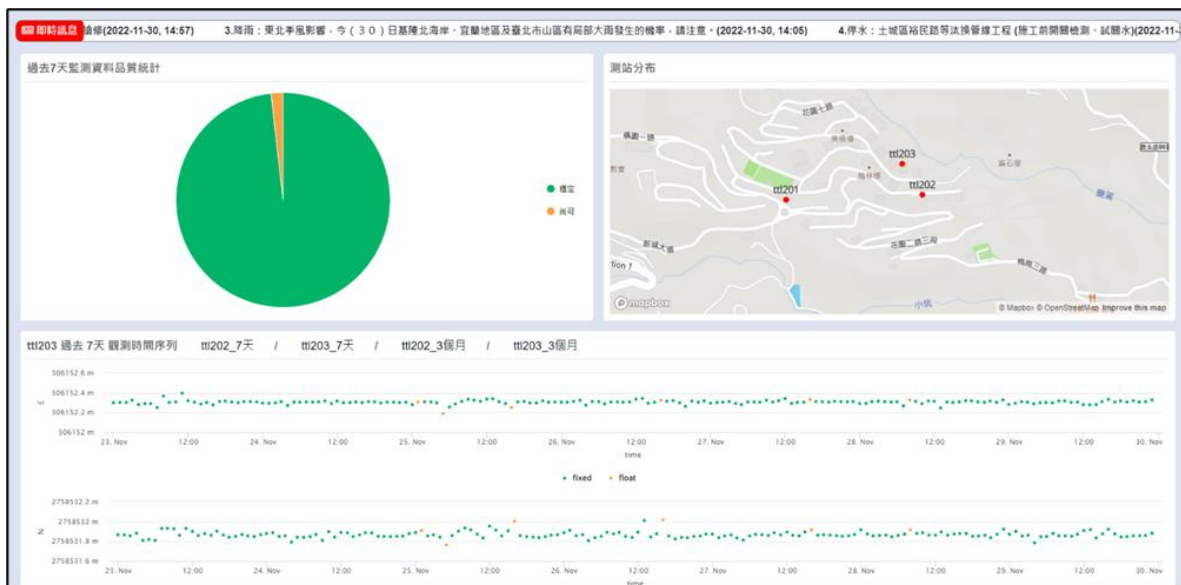 即時訊息 搶修(2022-11-30, 14:57) 3.降雨：東北季風影響，今（３０）日基隆北海岸、宜蘭地區及臺北市山區有局部大雨發生的機率，請注意。(2022-11-30, 14:05) 4.停水：土城區裕民路等汰換管線工程 (施工前開關檢測、試關水)(2022-11-
過去7天監測資料品質統計
穩定
尚可
測站分布
花園七路
ttl203
ttl202
ttl201
新城大道
花園二路三段
tion 1
小坑
mapbox
© Mapbox © OpenStreetMap Improve this map
ttl203 過去 7天 觀測時間序列 ttl202_7天 / ttl203_7天 / ttl202_3個月 / ttl203_3個月
306152.6 m
306152.4 m
306152.2 m
306152 m
E
23. Nov 12:00 24. Nov 12:00 25. Nov 12:00 26. Nov 12:00 27. Nov 12:00 28. Nov 12:00 29. Nov 12:00 30. Nov
time
fixed float
2758532.2 m
2758532 m
2758531.8 m
2758531.6 m
N
23. Nov 12:00 24. Nov 12:00 25. Nov 12:00 26. Nov 12:00 27. Nov 12:00 28. Nov 12:00 29. Nov 12:00 30. Nov
time